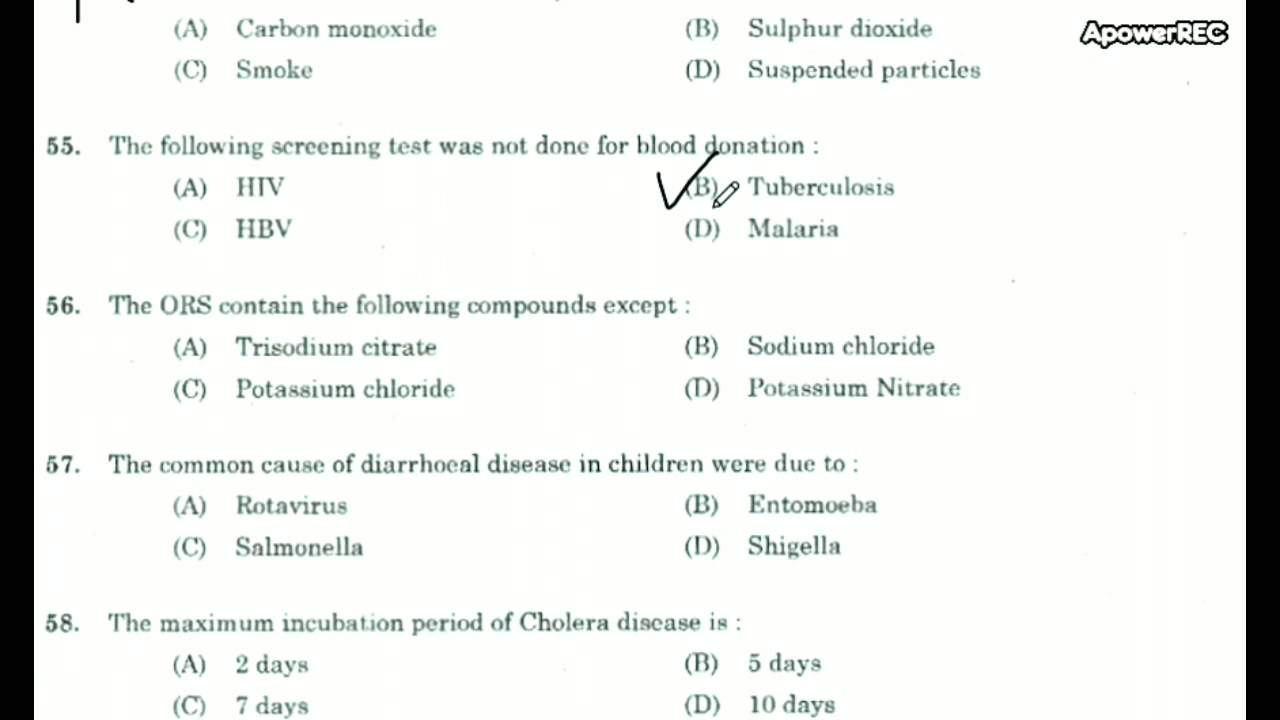 (A) Carbon monoxide (B) Sulphur dioxide
ApowerREC
(C) Smoke (D) Suspended particles
55. The following screening test was not done for blood donation :
(A) HIV (B) Tuberculosis
(C) HBV (D) Malaria
56. The ORS contain the following compounds except :
(A) Trisodium citrate (B) Sodium chloride
(C) Potassium chloride (D) Potassium Nitrate
57. The common cause of diarrhoeal disease in children were due to :
(A) Rotavirus (B) Entomoeba
(C) Salmonella (D) Shigella
58. The maximum incubation period of Cholera disease is :
(A) 2 days (B) 5 days
(C) 7 days (D) 10 days